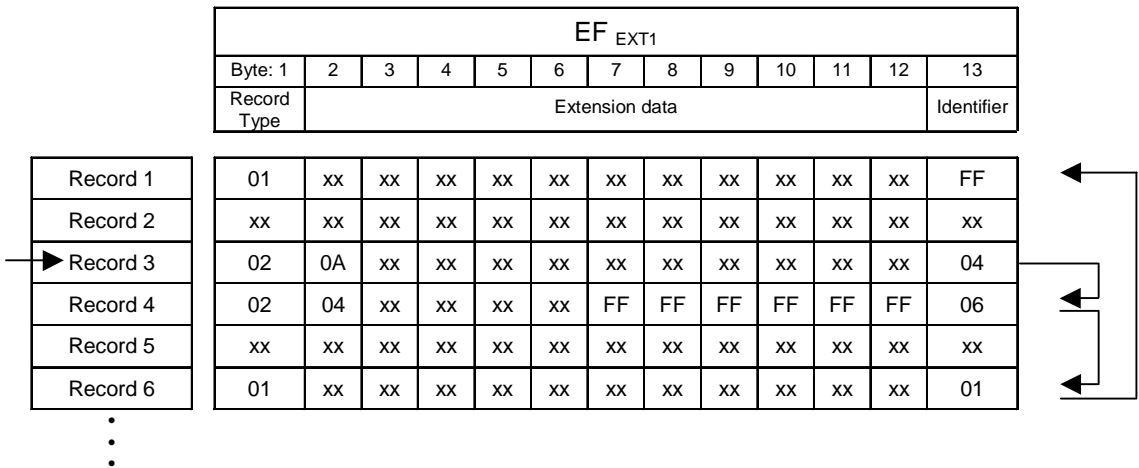 EF EXT1
Byte: 1 2 3 4 5 6 7 8 9 10 11 12 13
Record Type Extension data Identifier
Record 1 01 xx xx xx xx xx xx xx xx xx xx xx FF
Record 2 xx xx xx xx xx xx xx xx xx xx xx xx xx
Record 3 02 0A xx xx xx xx xx xx xx xx xx xx 04
Record 4 02 04 xx xx xx xx FF FF FF FF FF FF 06
Record 5 xx xx xx xx xx xx xx xx xx xx xx xx xx
Record 6 01 xx xx xx xx xx xx xx xx xx xx xx 01